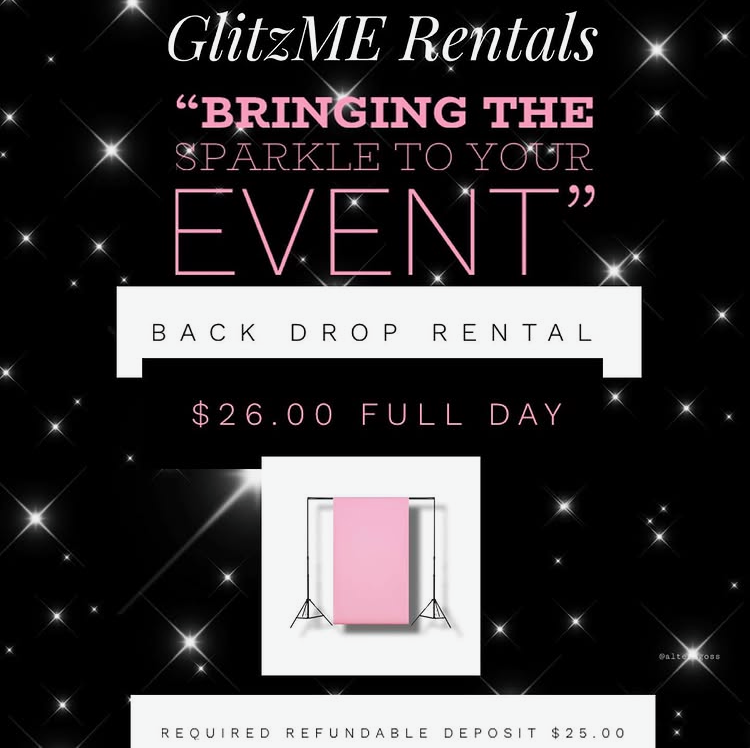 GlitzME Rentals
“BRINGING THE
SPARKLE TO YOUR
EVENT”
BACK DROP RENTAL
$26.00 FULL DAY
REQUIRED REFUNDABLE DEPOSIT $25.00